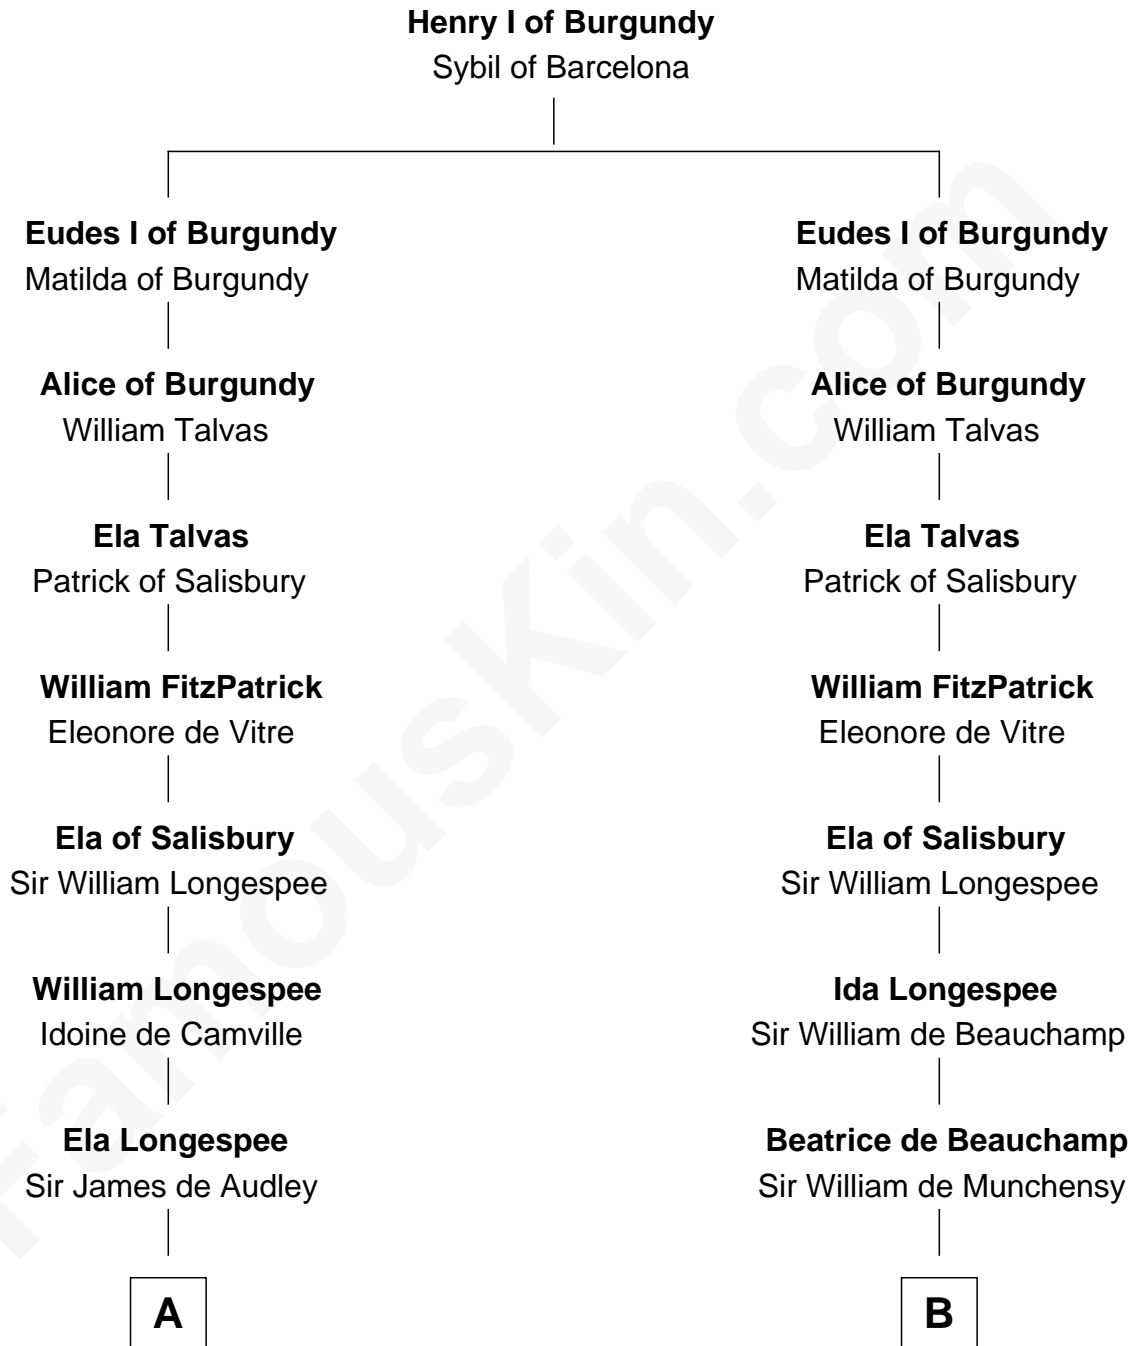 Henry I of Burgundy
Sybil of Barcelona
Eudes I of Burgundy
Matilda of Burgundy
Alice of Burgundy
William Talvas
Ela Talvas
Patrick of Salisbury
William FitzPatrick
Eleonore de Vitre
Ela of Salisbury
Sir William Longespee
William Longespee
Idoine de Camville
Ela Longespee
Sir James de Audley
A
Eudes I of Burgundy
Matilda of Burgundy
Alice of Burgundy
William Talvas
Ela Talvas
Patrick of Salisbury
William FitzPatrick
Eleonore de Vitre
Ela of Salisbury
Sir William Longespee
Ida Longespee
Sir William de Beauchamp
Beatrice de Beauchamp
Sir William de Munchensy
B
FamousKin.com